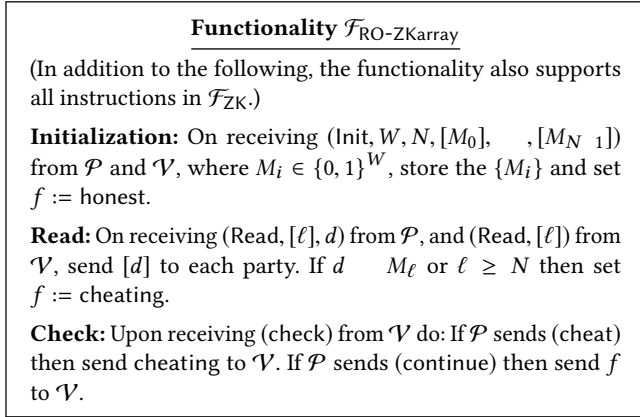 Functionality 𝓕RO-ZKarray
(In addition to the following, the functionality also supports
all instructions in 𝓕ZK.)
Initialization: On receiving (Init, W, N, [M0],    , [MN 1])
from 𝒫 and 𝒱, where Mi ∈ {0, 1}^W, store the {Mi} and set
f := honest.
Read: On receiving (Read, [ℓ], d) from 𝒫, and (Read, [ℓ]) from
𝒱, send [d] to each party. If d    Mℓ or ℓ ≥ N then set
f := cheating.
Check: Upon receiving (check) from 𝒱 do: If 𝒫 sends (cheat)
then send cheating to 𝒱. If 𝒫 sends (continue) then send f
to 𝒱.